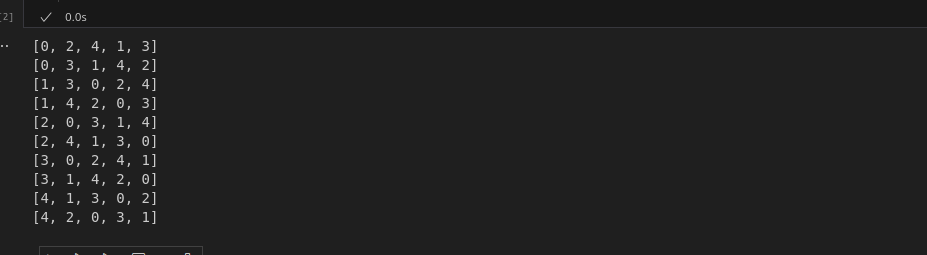 [2]
0.0s
[0, 2, 4, 1, 3]
[0, 3, 1, 4, 2]
[1, 3, 0, 2, 4]
[1, 4, 2, 0, 3]
[2, 0, 3, 1, 4]
[2, 4, 1, 3, 0]
[3, 0, 2, 4, 1]
[3, 1, 4, 2, 0]
[4, 1, 3, 0, 2]
[4, 2, 0, 3, 1]